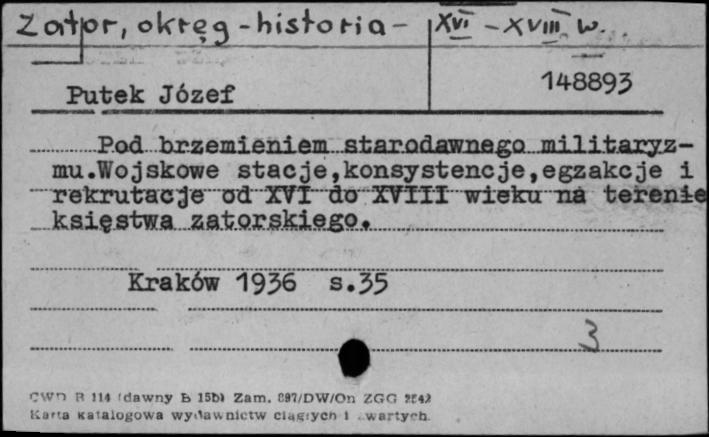 Zator, okręg - historia - XVI - XVIII w.
148893
Putek Józef
Pod brzemieniem starodawnego militaryz-
mu.Wojskowe stacje,konsystencje,egzakcje i
rekrutacje od XVI do XVIII wieku na terenie
księstwa zatorskiego.
Kraków 1936 s.35
3
CWD B 114 (dawny B 15b) Zam. 897/DW/On ZGG
Karta katalogowa wydawnictw ciągłych i zwartych.